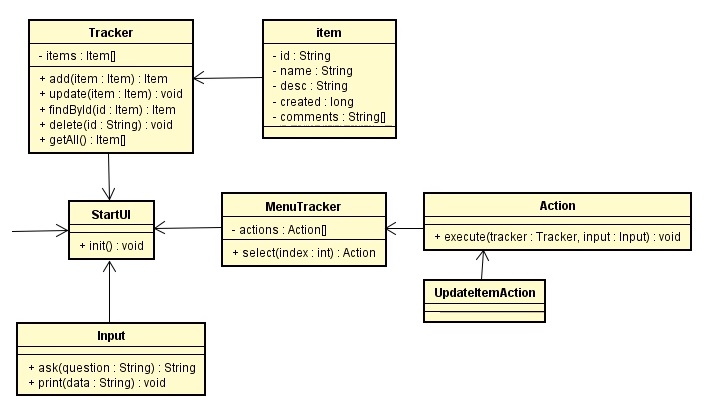 Tracker
- items : Item[]
+ add(item : Item) : Item
+ update(item : Item) : void
+ findById(id : Item) : Item
+ delete(id : String) : void
+ getAll() : Item[]
item
- id : String
- name : String
- desc : String
- created : long
- comments : String[]
StartUI
+ init() : void
MenuTracker
- actions : Action[]
+ select(index : int) : Action
Action
+ execute(tracker : Tracker, input : Input) : void
UpdateItemAction
Input
+ ask(question : String) : String
+ print(data : String) : void